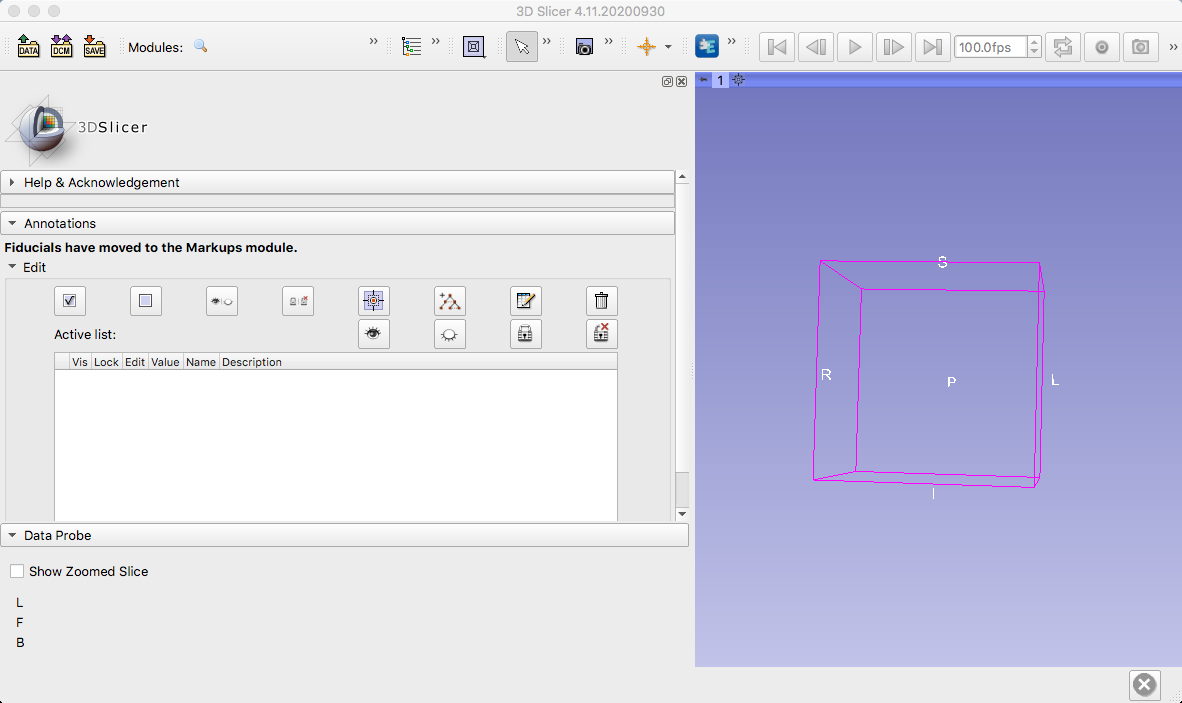 3D Slicer 4.11.20200930
DATA DCM SAVE Modules: 100.0fps
1
3DSlicer
Help & Acknowledgement
Annotations
Fiducials have moved to the Markups module.
Edit
Active list:
Vis Lock Edit Value Name Description
S
R
P
L
I
Data Probe
Show Zoomed Slice
L
F
B